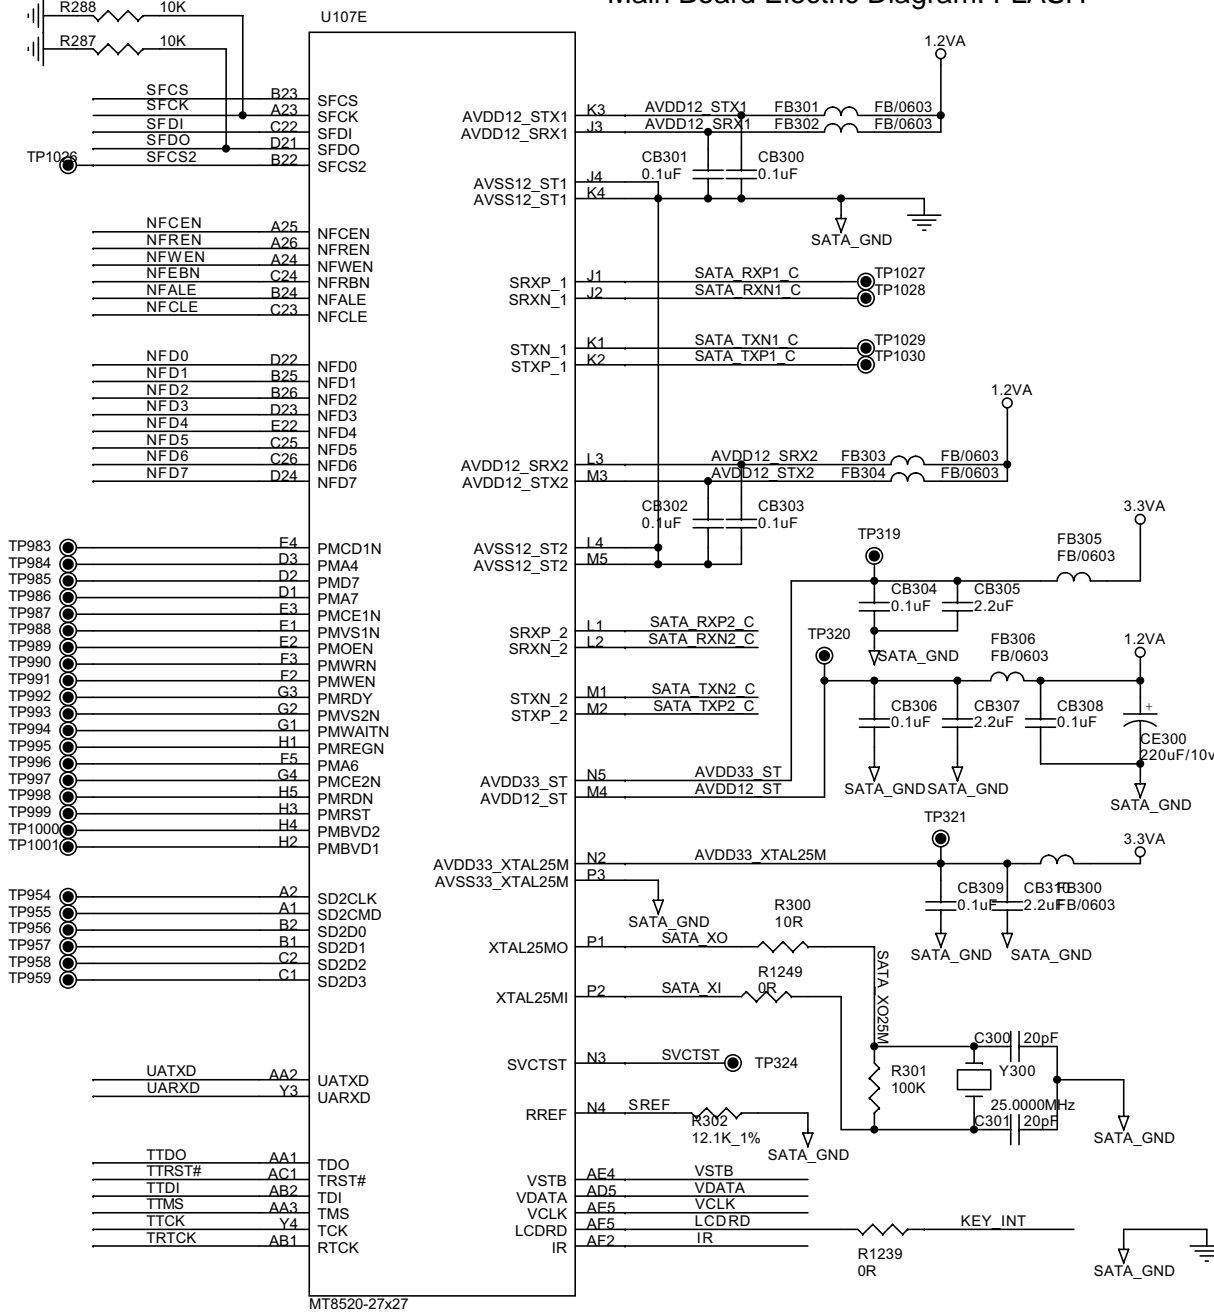 Main Board Electric Diagram: FLASH
R288 10K
U107E
R287 10K
1.2VA
SFCS B23 SFCS
SFCK A23 SFCK
SFDI C22 SFDI
SFDO D21 SFDO
TP1026 SFCS2 B22 SFCS2
AVDD12_STX1 K3 AVDD12_STX1 FB301 FB/0603
AVDD12_SRX1 J3 AVDD12_SRX1 FB302 FB/0603
CB301 0.1uF
CB300 0.1uF
AVSS12_ST1 J4
AVSS12_ST1 K4
SATA_GND
NFCEN A25 NFCEN
NFREN A26 NFREN
NFWEN A24 NFWEN
NFEBN C24 NFRBN
NFALE B24 NFALE
NFCLE C23 NFCLE
SRXP_1 J1 SATA_RXP1_C TP1027
SRXN_1 J2 SATA_RXN1_C TP1028
STXN_1 K1 SATA_TXN1_C TP1029
STXP_1 K2 SATA_TXP1_C TP1030
NFD0 D22 NFD0
NFD1 B25 NFD1
NFD2 B26 NFD2
NFD3 D23 NFD3
NFD4 E22 NFD4
NFD5 C25 NFD5
NFD6 C26 NFD6
NFD7 D24 NFD7
1.2VA
AVDD12_SRX2 L3 AVDD12_SRX2 FB303 FB/0603
AVDD12_STX2 M3 AVDD12_STX2 FB304 FB/0603
CB302 0.1uF
CB303 0.1uF
AVSS12_ST2 L4
AVSS12_ST2 M5
TP983 F4 PMCD1N
TP984 D3 PMA4
TP985 D2 PMD7
TP986 D1 PMA7
TP987 E3 PMCE1N
TP988 E1 PMVS1N
TP989 E2 PMOEN
TP990 F3 PMWRN
TP991 F2 PMWEN
TP992 G3 PMRDY
TP993 G2 PMVS2N
TP994 G1 PMWAITN
TP995 H1 PMREGN
TP996 F5 PMA6
TP997 G4 PMCE2N
TP998 H5 PMRDN
TP999 H3 PMRST
TP1000 H4 PMBVD2
TP1001 H2 PMBVD1
3.3VA
TP319
FB305
FB/0603
CB304 0.1uF
CB305 2.2uF
SATA_GND
SRXP_2 L1 SATA_RXP2_C
SRXN_2 L2 SATA_RXN2_C
STXN_2 M1 SATA_TXN2_C
STXP_2 M2 SATA_TXP2_C
TP320
FB306
FB/0603
1.2VA
CB306 0.1uF
CB307 2.2uF
CB308 0.1uF
+
CE300
220uF/10v
SATA_GND SATA_GND
SATA_GND
AVDD33_ST N5 AVDD33_ST
AVDD12_ST M4 AVDD12_ST
TP321
3.3VA
AVDD33_XTAL25M N2 AVDD33_XTAL25M
AVSS33_XTAL25M P3
SATA_GND
CB309 0.1uF
CB310 2.2uF
FB300 FB/0603
SATA_GND SATA_GND
TP954 A2 SD2CLK
TP955 A1 SD2CMD
TP956 B2 SD2D0
TP957 B1 SD2D1
TP958 C2 SD2D2
TP959 C1 SD2D3
R300
10R
XTAL25MO P1 SATA_XO
R1249
0R
XTAL25MI P2 SATA_XI
SATA_XO25M
SVCTST N3 SVCTST TP324
R301
100K
C300 20pF
Y300
25.0000MHz
C301 20pF
SATA_GND
RREF N4 SREF
R302
12.1K_1%
SATA_GND
UATXD AA2 UATXD
UARXD Y3 UARXD
TTDO AA1 TDO
TTRST# AC1 TRST#
TTDI AB2 TDI
TTMS AA3 TMS
TTCK Y4 TCK
TRTCK AB1 RTCK
VSTB AE4 VSTB
VDATA AD5 VDATA
VCLK AE5 VCLK
LCDRD AF5 LCDRD KEY_INT
IR AF2 IR
R1239
0R
SATA_GND
MT8520-27x27